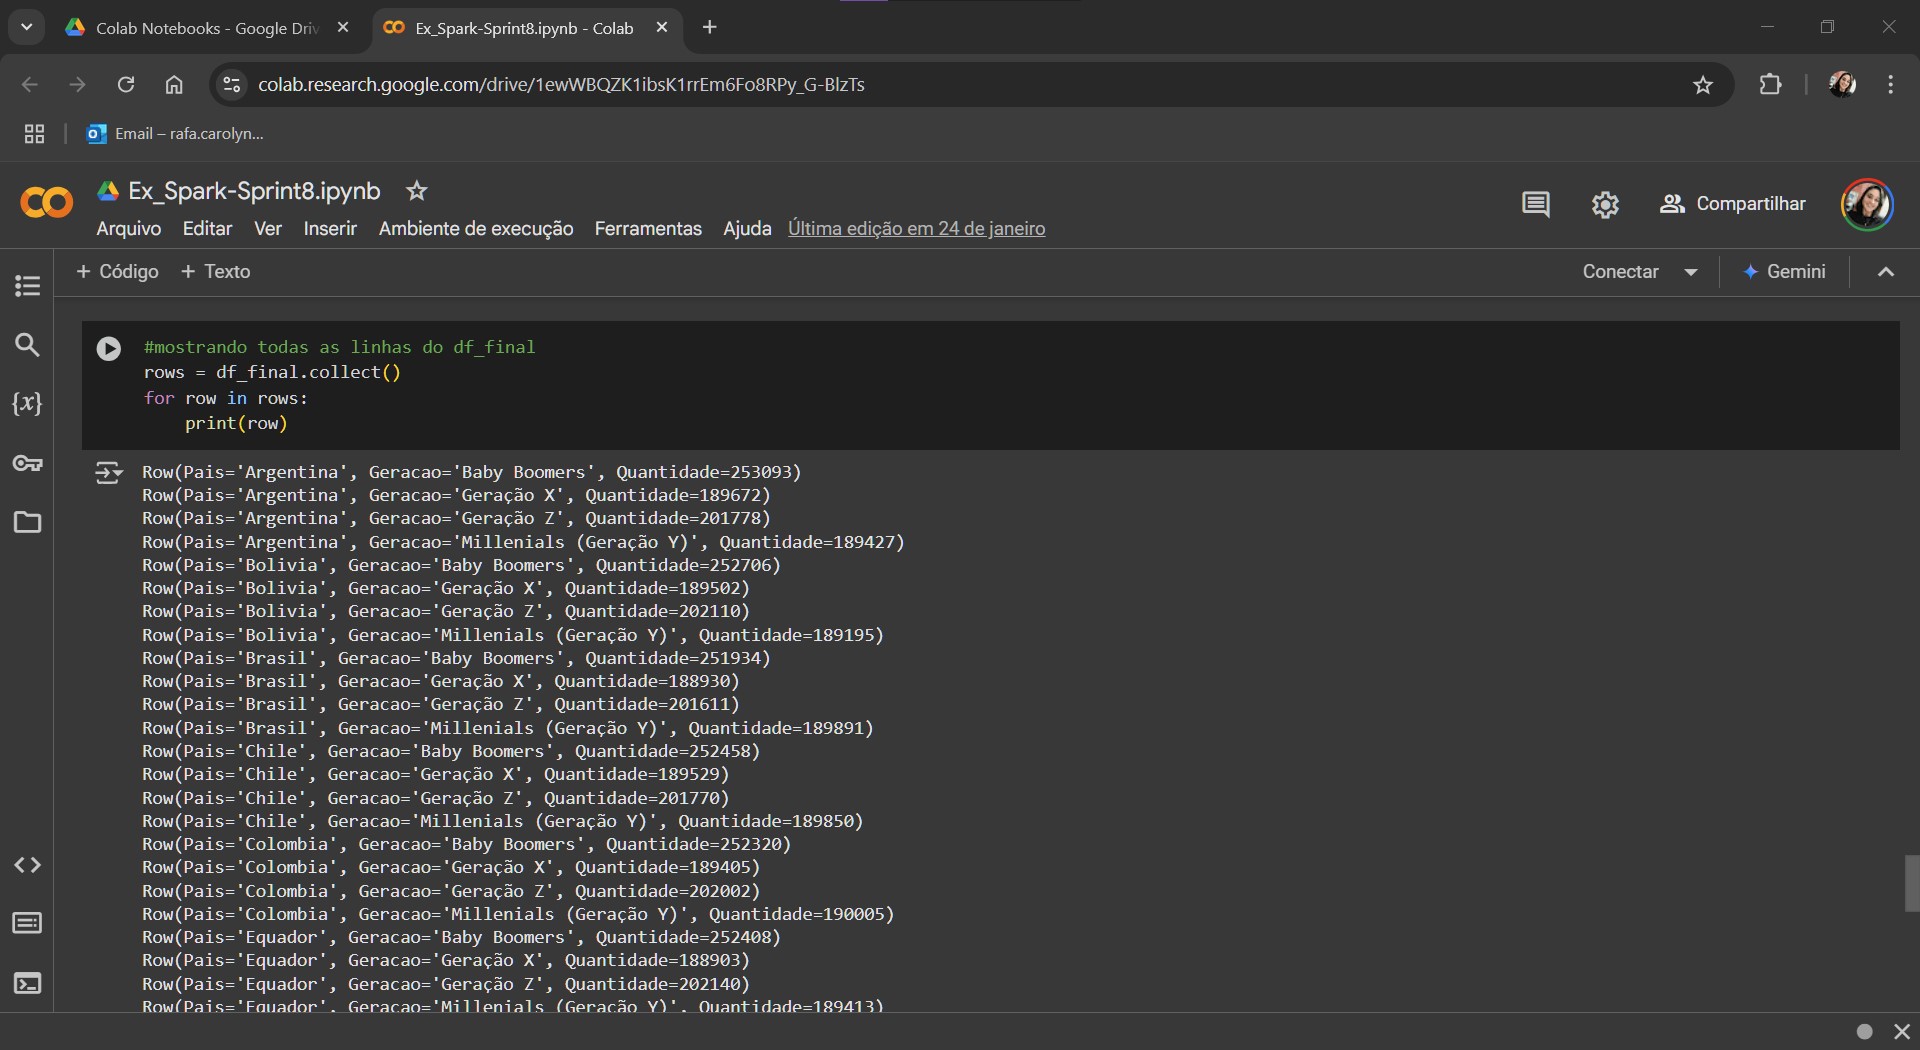 Colab Notebooks - Google Driv
Ex_Spark-Sprint8.ipynb - Colab
colab.research.google.com/drive/1ewWBQZK1ibsK1rrEm6Fo8RPy_G-BlzTs
Email – rafa.carolyn...
Ex_Spark-Sprint8.ipynb
Arquivo Editar Ver Inserir Ambiente de execução Ferramentas Ajuda Última edição em 24 de janeiro
Compartilhar
+ Código + Texto
Conectar
Gemini
#mostrando todas as linhas do df_final
rows = df_final.collect()
for row in rows:
    print(row)
Row(Pais='Argentina', Geracao='Baby Boomers', Quantidade=253093)
Row(Pais='Argentina', Geracao='Geração X', Quantidade=189672)
Row(Pais='Argentina', Geracao='Geração Z', Quantidade=201778)
Row(Pais='Argentina', Geracao='Millenials (Geração Y)', Quantidade=189427)
Row(Pais='Bolivia', Geracao='Baby Boomers', Quantidade=252706)
Row(Pais='Bolivia', Geracao='Geração X', Quantidade=189502)
Row(Pais='Bolivia', Geracao='Geração Z', Quantidade=202110)
Row(Pais='Bolivia', Geracao='Millenials (Geração Y)', Quantidade=189195)
Row(Pais='Brasil', Geracao='Baby Boomers', Quantidade=251934)
Row(Pais='Brasil', Geracao='Geração X', Quantidade=188930)
Row(Pais='Brasil', Geracao='Geração Z', Quantidade=201611)
Row(Pais='Brasil', Geracao='Millenials (Geração Y)', Quantidade=189891)
Row(Pais='Chile', Geracao='Baby Boomers', Quantidade=252458)
Row(Pais='Chile', Geracao='Geração X', Quantidade=189529)
Row(Pais='Chile', Geracao='Geração Z', Quantidade=201770)
Row(Pais='Chile', Geracao='Millenials (Geração Y)', Quantidade=189850)
Row(Pais='Colombia', Geracao='Baby Boomers', Quantidade=252320)
Row(Pais='Colombia', Geracao='Geração X', Quantidade=189405)
Row(Pais='Colombia', Geracao='Geração Z', Quantidade=202002)
Row(Pais='Colombia', Geracao='Millenials (Geração Y)', Quantidade=190005)
Row(Pais='Equador', Geracao='Baby Boomers', Quantidade=252408)
Row(Pais='Equador', Geracao='Geração X', Quantidade=188903)
Row(Pais='Equador', Geracao='Geração Z', Quantidade=202140)
Row(Pais='Equador', Geracao='Millenials (Geração Y)', Quantidade=189413)